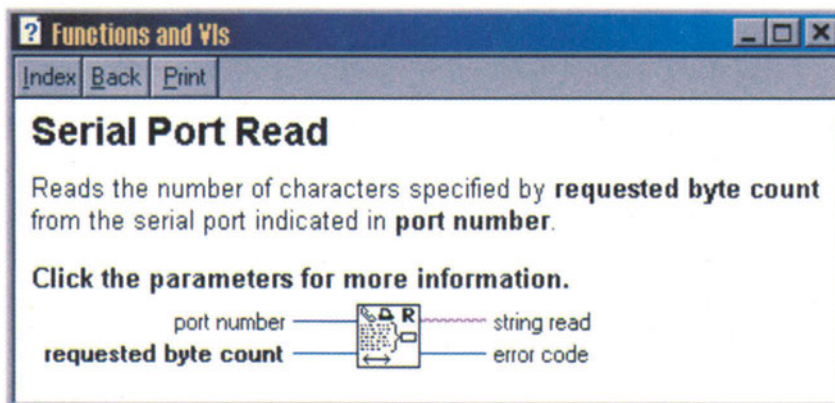 Functions and VIs
Index Back Print
Serial Port Read
Reads the number of characters specified by requested byte count
from the serial port indicated in port number.
Click the parameters for more information.
R
port number string read
requested byte count error code